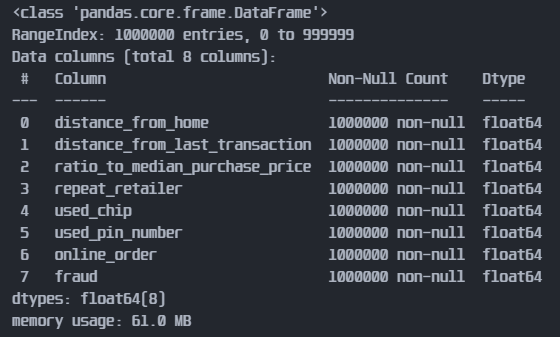 <class 'pandas.core.frame.DataFrame'>
RangeIndex: 1000000 entries, 0 to 999999
Data columns (total 8 columns):
 #   Column                          Non-Null Count    Dtype
---  ------                          --------------    -----
 0   distance_from_home              1000000 non-null  float64
 1   distance_from_last_transaction  1000000 non-null  float64
 2   ratio_to_median_purchase_price  1000000 non-null  float64
 3   repeat_retailer                 1000000 non-null  float64
 4   used_chip                       1000000 non-null  float64
 5   used_pin_number                 1000000 non-null  float64
 6   online_order                    1000000 non-null  float64
 7   fraud                           1000000 non-null  float64
dtypes: float64(8)
memory usage: 61.0 MB